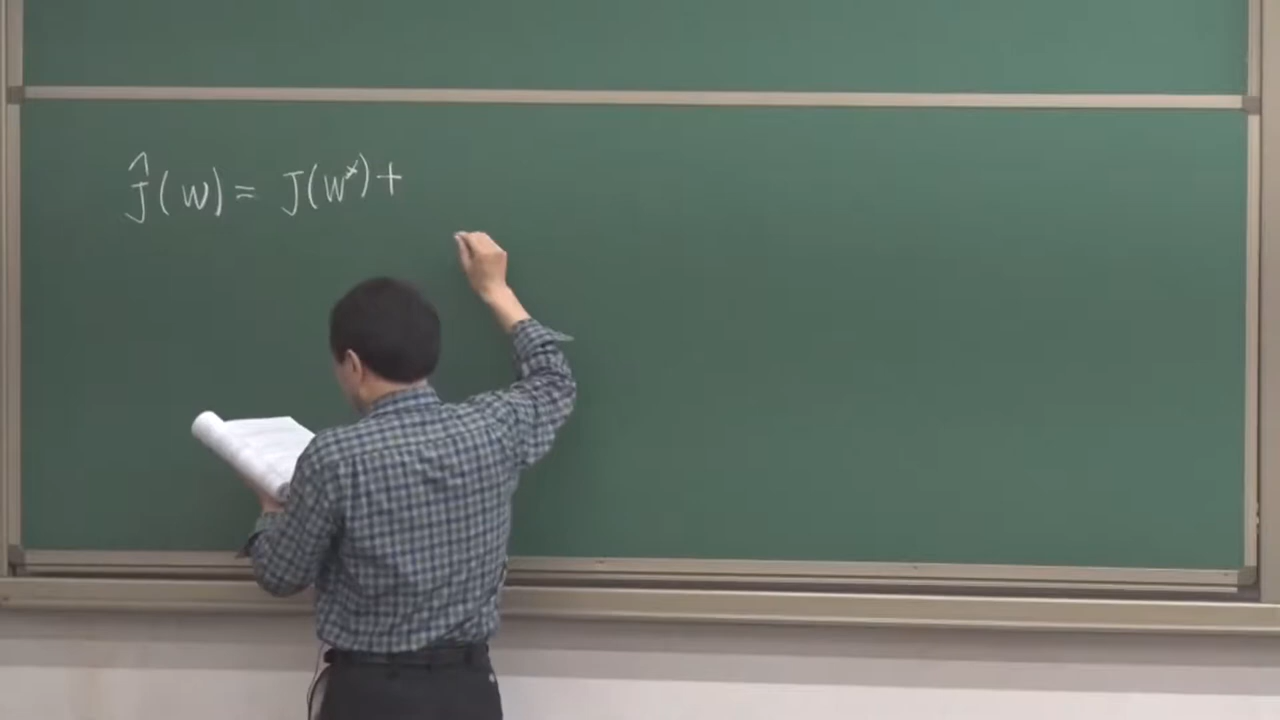 Ĵ(w) = J(w*) +